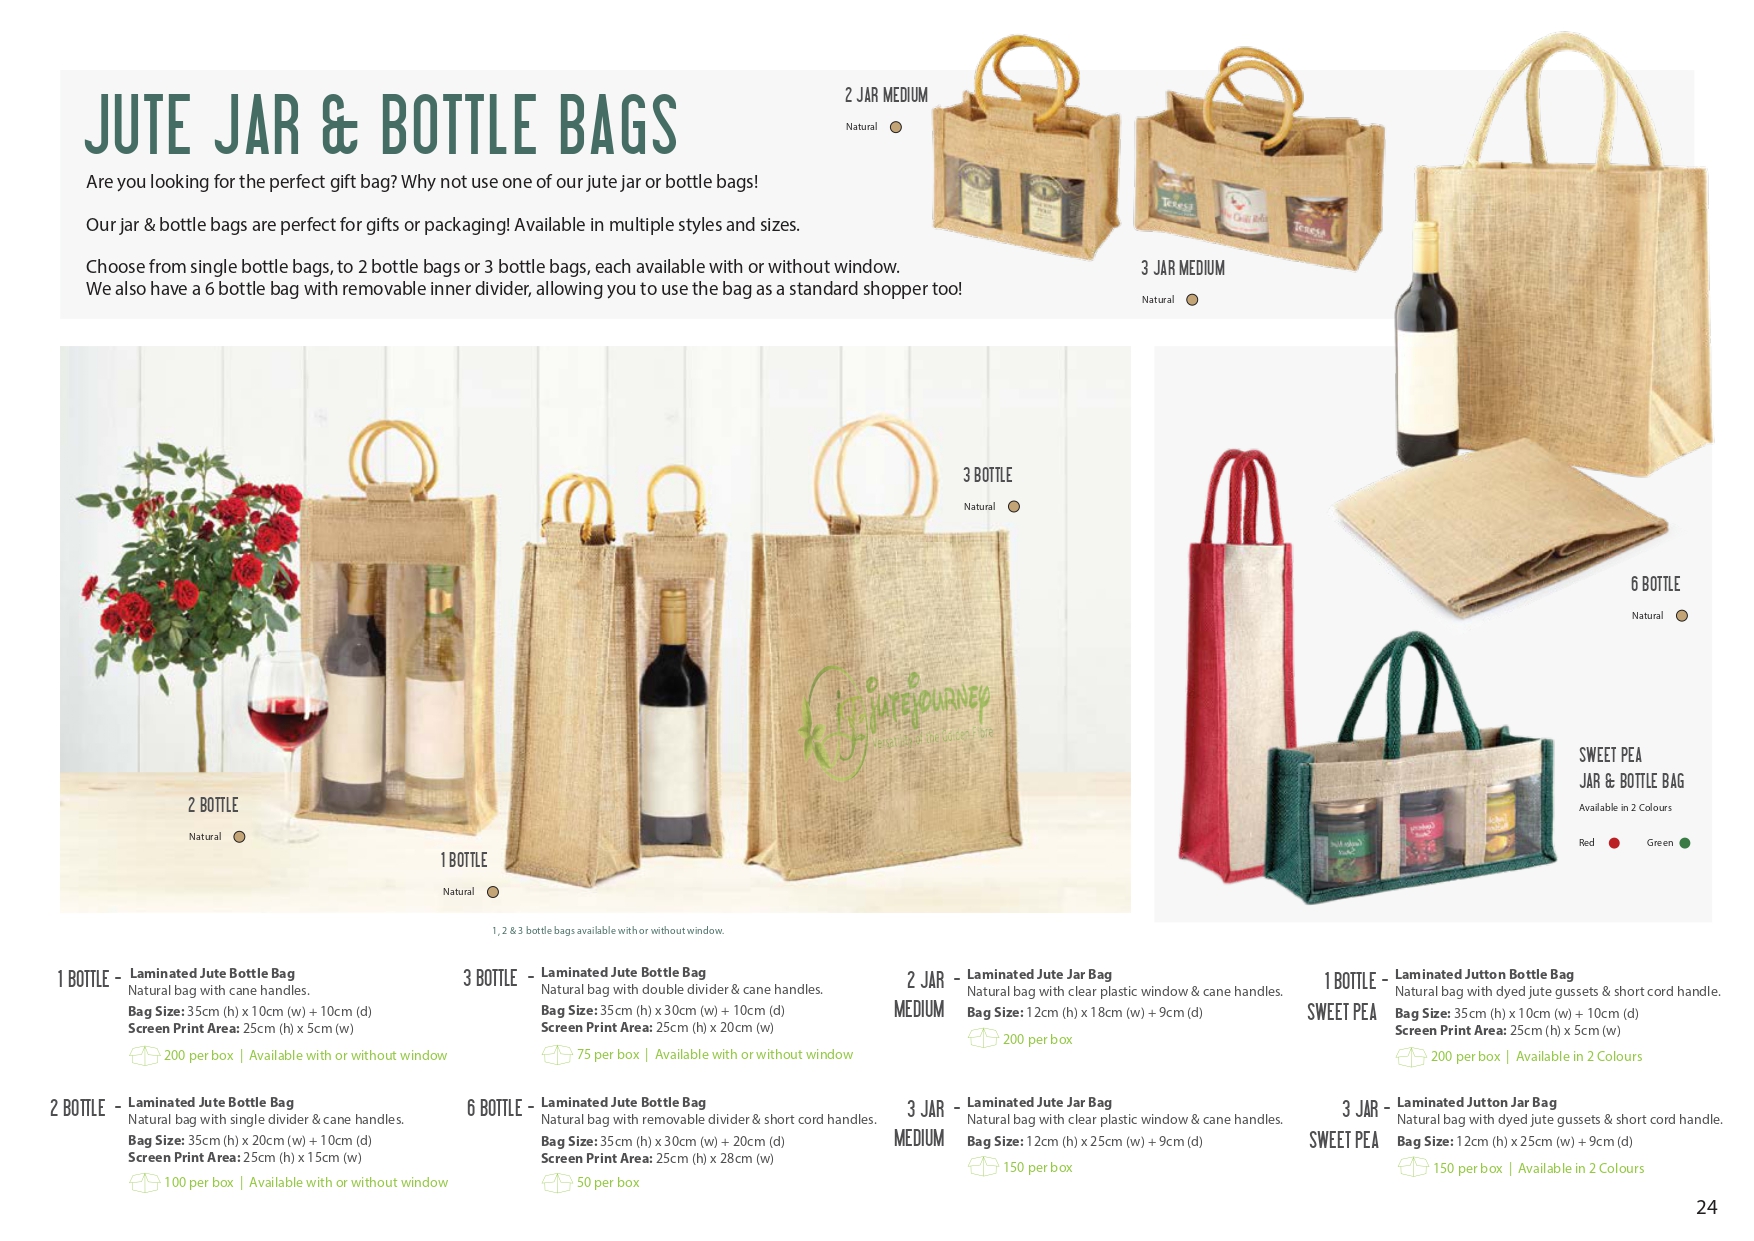 JUTE JAR & BOTTLE BAGS
Are you looking for the perfect gift bag? Why not use one of our jute jar or bottle bags!
Our jar & bottle bags are perfect for gifts or packaging! Available in multiple styles and sizes.
Choose from single bottle bags, to 2 bottle bags or 3 bottle bags, each available with or without window.
We also have a 6 bottle bag with removable inner divider, allowing you to use the bag as a standard shopper too!
2 JAR MEDIUM
Natural
3 JAR MEDIUM
Natural
Teresa
Teresa
3 BOTTLE
Natural
jutejourney
2 BOTTLE
Natural
1 BOTTLE
Natural
6 BOTTLE
Natural
SWEET PEA
JAR & BOTTLE BAG
Available in 2 Colours
Red Green
1, 2 & 3 bottle bags available with or without window.
1 BOTTLE - Laminated Jute Bottle Bag
Natural bag with cane handles.
Bag Size: 35cm (h) x 10cm (w) + 10cm (d)
Screen Print Area: 25cm (h) x 5cm (w)
200 per box | Available with or without window
2 BOTTLE - Laminated Jute Bottle Bag
Natural bag with single divider & cane handles.
Bag Size: 35cm (h) x 20cm (w) + 10cm (d)
Screen Print Area: 25cm (h) x 15cm (w)
100 per box | Available with or without window
3 BOTTLE - Laminated Jute Bottle Bag
Natural bag with double divider & cane handles.
Bag Size: 35cm (h) x 30cm (w) + 10cm (d)
Screen Print Area: 25cm (h) x 20cm (w)
75 per box | Available with or without window
6 BOTTLE - Laminated Jute Bottle Bag
Natural bag with removable divider & short cord handles.
Bag Size: 35cm (h) x 30cm (w) + 20cm (d)
Screen Print Area: 25cm (h) x 28cm (w)
50 per box
2 JAR - Laminated Jute Jar Bag
MEDIUM Natural bag with clear plastic window & cane handles.
Bag Size: 12cm (h) x 18cm (w) + 9cm (d)
200 per box
3 JAR - Laminated Jute Jar Bag
MEDIUM Natural bag with clear plastic window & cane handles.
Bag Size: 12cm (h) x 25cm (w) + 9cm (d)
150 per box
1 BOTTLE - Laminated Jutton Bottle Bag
SWEET PEA Natural bag with dyed jute gussets & short cord handle.
Bag Size: 35cm (h) x 10cm (w) + 10cm (d)
Screen Print Area: 25cm (h) x 5cm (w)
200 per box | Available in 2 Colours
3 JAR - Laminated Jutton Jar Bag
SWEET PEA Natural bag with dyed jute gussets & short cord handle.
Bag Size: 12cm (h) x 25cm (w) + 9cm (d)
150 per box | Available in 2 Colours
24